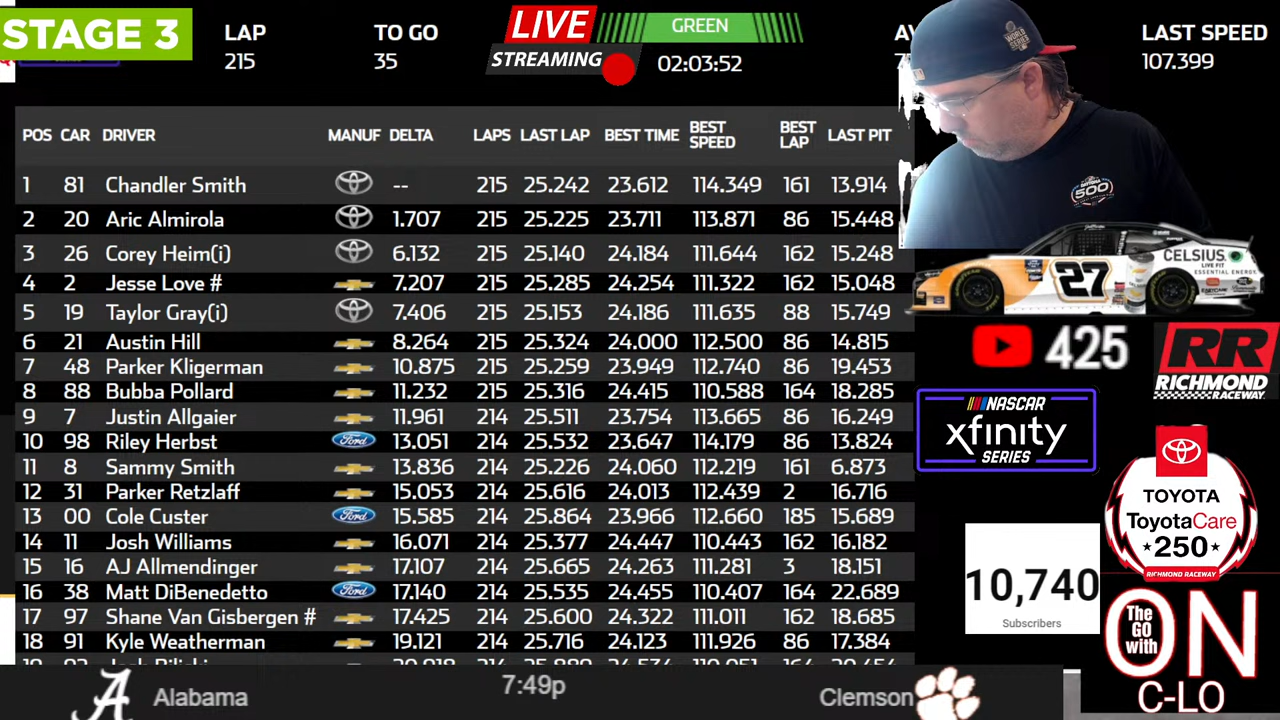 STAGE 3
LAP
215
TO GO
35
LIVE
STREAMING
GREEN
02:03:52
LAST SPEED
107.399
POS CAR DRIVER MANUF DELTA LAPS LAST LAP BEST TIME BEST SPEED BEST LAP LAST PIT
1 81 Chandler Smith -- 215 25.242 23.612 114.349 161 13.914
2 20 Aric Almirola 1.707 215 25.225 23.711 113.871 86 15.448
3 26 Corey Heim(i) 6.132 215 25.140 24.184 111.644 162 15.248
4 2 Jesse Love # 7.207 215 25.285 24.254 111.322 162 15.048
5 19 Taylor Gray(i) 7.406 215 25.153 24.186 111.635 88 15.749
6 21 Austin Hill 8.264 215 25.324 24.000 112.500 86 14.815
7 48 Parker Kligerman 10.875 215 25.259 23.949 112.740 86 19.453
8 88 Bubba Pollard 11.232 215 25.316 24.415 110.588 164 18.285
9 7 Justin Allgaier 11.961 214 25.511 23.754 113.665 86 16.249
10 98 Riley Herbst Ford 13.051 214 25.532 23.647 114.179 86 13.824
11 8 Sammy Smith 13.836 214 25.226 24.060 112.219 161 6.873
12 31 Parker Retzlaff 15.053 214 25.616 24.013 112.439 2 16.716
13 00 Cole Custer Ford 15.585 214 25.864 23.966 112.660 185 15.689
14 11 Josh Williams 16.071 214 25.377 24.447 110.443 162 16.182
15 16 AJ Allmendinger 17.107 214 25.665 24.263 111.281 3 18.151
16 38 Matt DiBenedetto Ford 17.140 214 25.535 24.455 110.407 164 22.689
17 97 Shane Van Gisbergen # 17.425 214 25.600 24.322 111.011 162 18.685
18 91 Kyle Weatherman 19.121 214 25.716 24.123 111.926 86 17.384
WORLD SERIES
DAYTONA
500
27
CELSIUS
LIVE FIT
ESSENTIAL ENERGY
425
RR
RICHMOND
RACEWAY
NASCAR
xfinity
SERIES
TOYOTA
ToyotaCare
250
RICHMOND RACEWAY
10,740
Subscribers
The GO with
ON
C-LO
A
Alabama
7:49p
Clemson